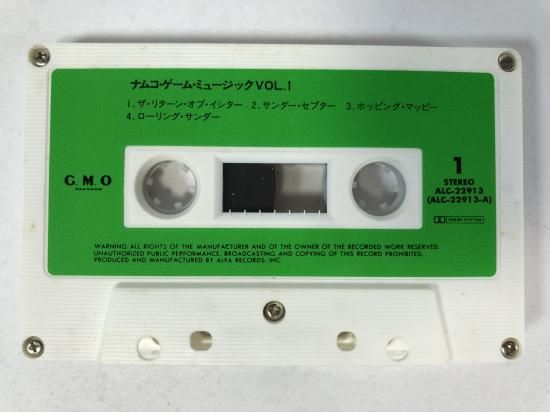 ナムコ・ゲーム・ミュージックVOL.1
1.ザ・リターン・オブ・イシター 2.サンダー・セプター 3.ホッピング・マッピー
4.ローリング・サンダー
G.M.O
RECORDS
1
STEREO
ALC-22913
(ALC-22913-A)
DOLBY SYSTEM
WARNING: ALL RIGHTS OF THE MANUFACTURER AND OF THE OWNER OF THE RECORDED WORK RESERVED.
UNAUTHORIZED PUBLIC PERFORMANCE, BROADCASTING AND COPYING OF THIS RECORD PROHIBITED.
PRODUCED AND MANUFACTURED BY ALFA RECORDS, INC.